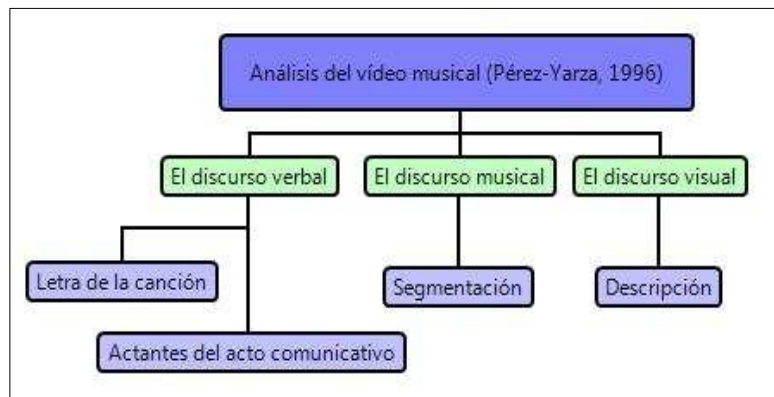 Análisis del vídeo musical (Pérez-Yarza, 1996)
El discurso verbal
El discurso musical
El discurso visual
Letra de la canción
Segmentación
Descripción
Actantes del acto comunicativo